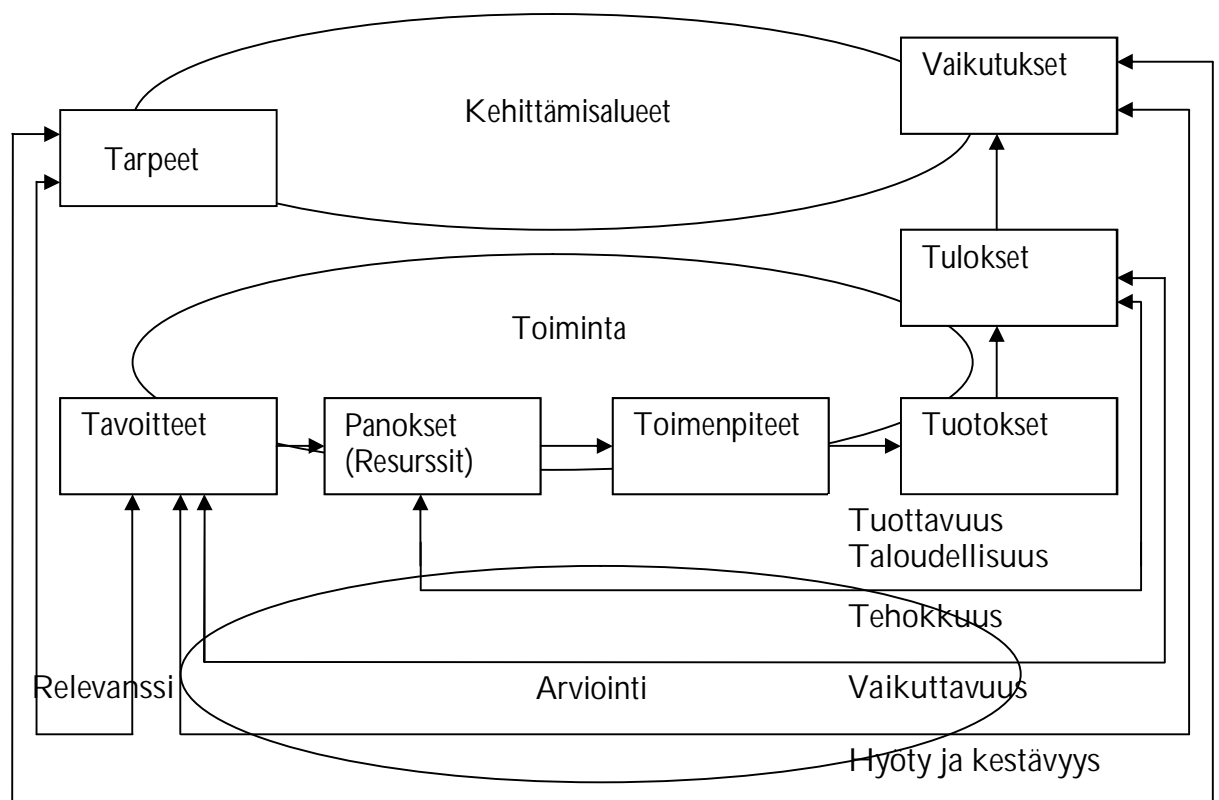 Vaikutukset
Kehittämisalueet
Tarpeet
Tulokset
Toiminta
Tavoitteet
Panokset
(Resurssit)
Toimenpiteet
Tuotokset
Tuottavuus
Taloudellisuus
Tehokkuus
Relevanssi
Arviointi
Vaikuttavuus
Hyöty ja kestävyys